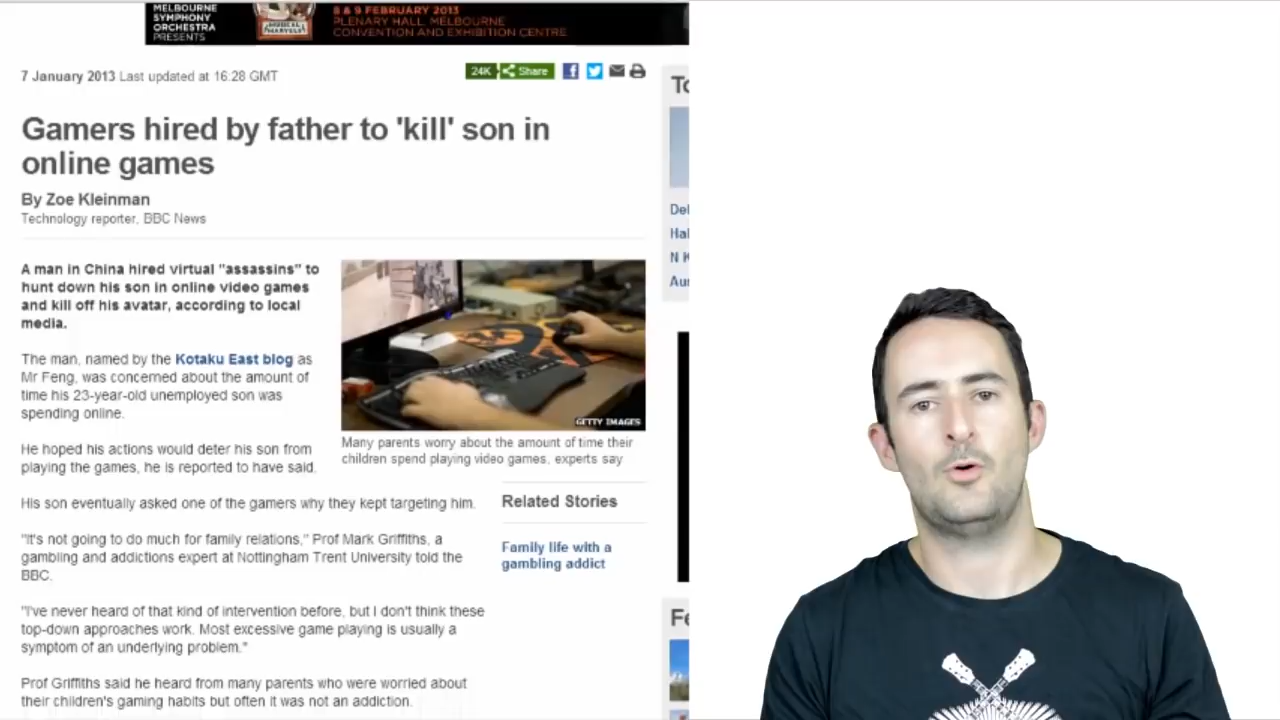 MELBOURNE
SYMPHONY
ORCHESTRA
PRESENTS
8 & 9 FEBRUARY 2013
PLENARY HALL, MELBOURNE
CONVENTION AND EXHIBITION CENTRE
7 January 2013 Last updated at 16:28 GMT
24K Share
Gamers hired by father to 'kill' son in
online games
By Zoe Kleinman
Technology reporter, BBC News
A man in China hired virtual "assassins" to
hunt down his son in online video games
and kill off his avatar, according to local
media.
The man, named by the Kotaku East blog as
Mr Feng, was concerned about the amount of
time his 23-year-old unemployed son was
spending online.
He hoped his actions would deter his son from
playing the games, he is reported to have said.
GETTY IMAGES
Many parents worry about the amount of time their
children spend playing video games, experts say
His son eventually asked one of the gamers why they kept targeting him.
"It's not going to do much for family relations," Prof Mark Griffiths, a
gambling and addictions expert at Nottingham Trent University told the
BBC.
"I've never heard of that kind of intervention before, but I don't think these
top-down approaches work. Most excessive game playing is usually a
symptom of an underlying problem."
Prof Griffiths said he heard from many parents who were worried about
their children's gaming habits but often it was not an addiction.
Related Stories
Family life with a
gambling addict
To
Del
Hal
N K
Aus
Fe